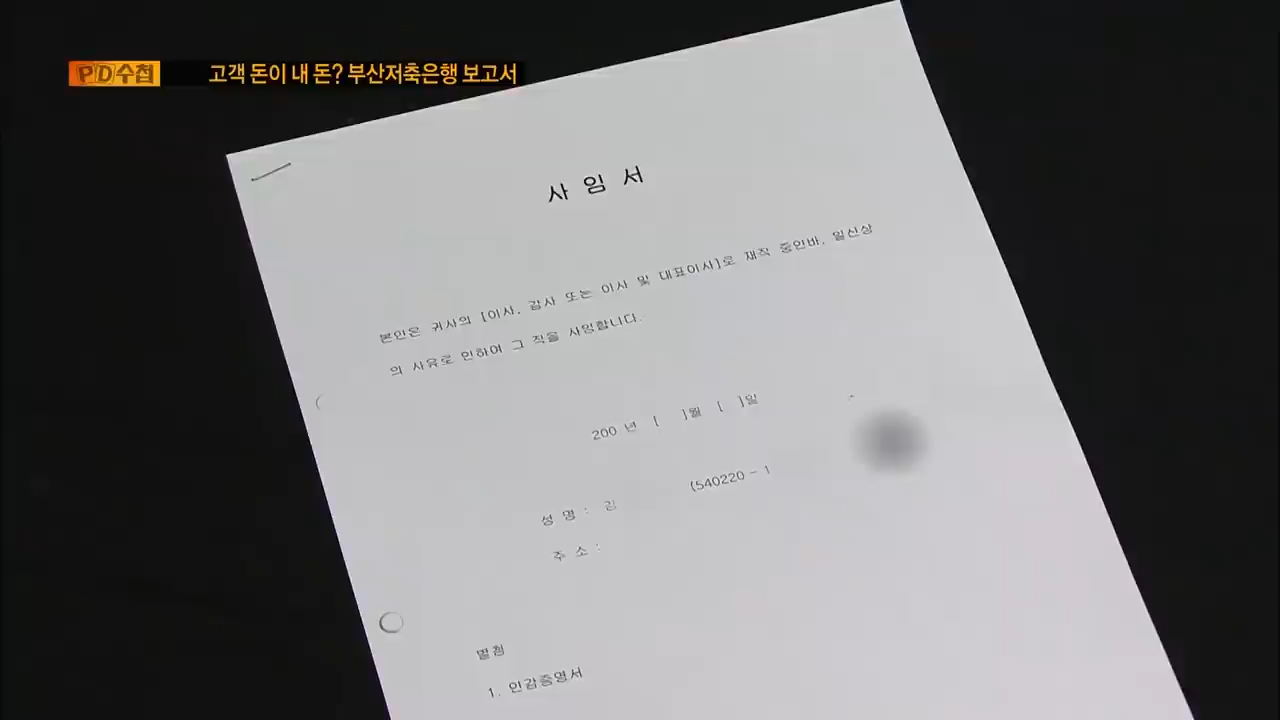 PD수첩
고객 돈이 내 돈? 부산저축은행 보고서
사 임 서
본인은 귀사의 [이사, 감사 또는 이사 및 대표이사]로 재직 중인바, 일신상
의 사유로 인하여 그 직을 사임합니다.
200 년 [ ]월 [ ]일
성 명 : 김 (540220 - 1
주 소 :
별첨
1. 인감증명서